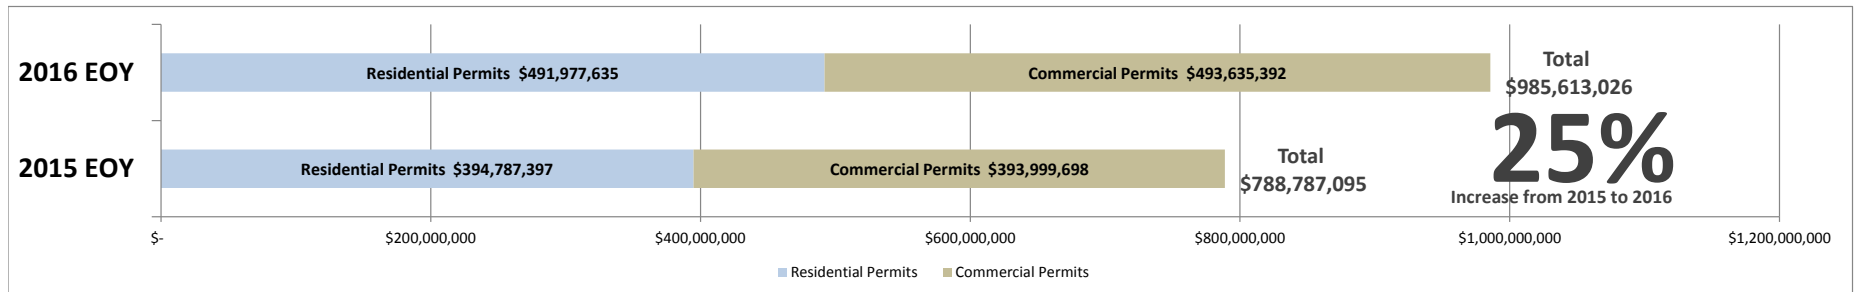 2016 EOY
Residential Permits $491,977,635
Commercial Permits $493,635,392
Total
$985,613,026
2015 EOY
Residential Permits $394,787,397
Commercial Permits $393,999,698
Total
$788,787,095
25%
Increase from 2015 to 2016
$-
$200,000,000
$400,000,000
$600,000,000
$800,000,000
$1,000,000,000
$1,200,000,000
Residential Permits
Commercial Permits